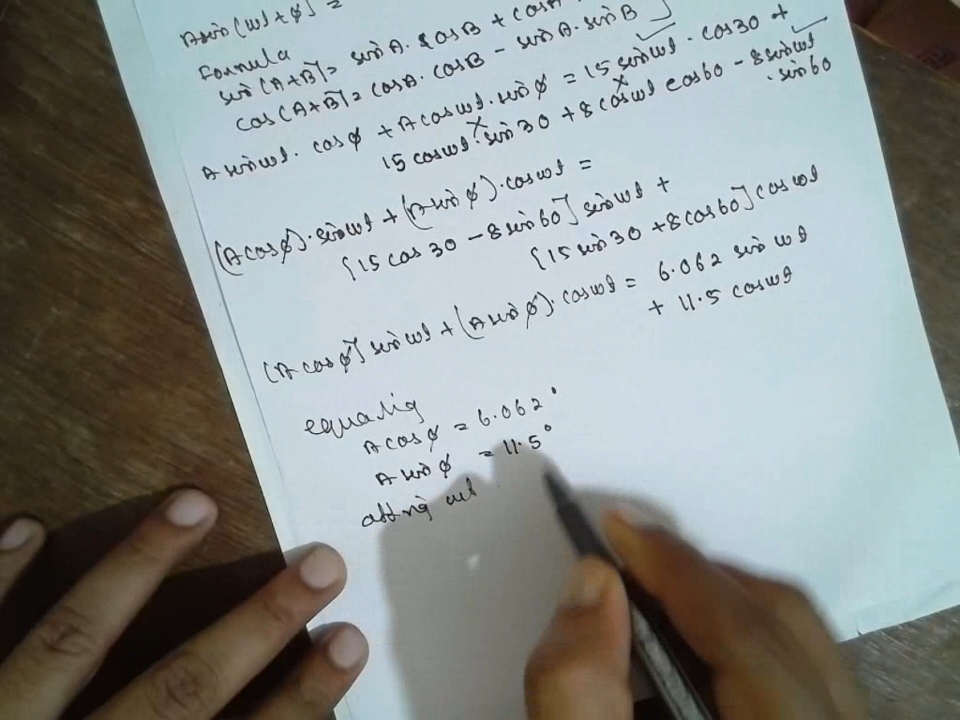 A sin(ωt + φ) =
Formula
sin(A+B) = sin A . cos B + cos A
cos(A+B) = cos A . cos B - sin A . sin B ]
A sin ωt . cos φ + A cos ωt . sin φ = 15 sin ωt . cos 30 +
15 cos ωt . sin 30 + 8 cos ωt cos 60 - 8 sin ωt
. sin 60
(A cos φ) . sin ωt + (A sin φ) . cos ωt =
[15 cos 30 - 8 sin 60] sin ωt +
[15 sin 30 + 8 cos 60] cos ωt
(A cos φ) sin ωt + (A sin φ) . cos ωt = 6.062 sin ωt
+ 11.5 cos ωt
A cos φ = 6.062°
A sin φ = 11.5°